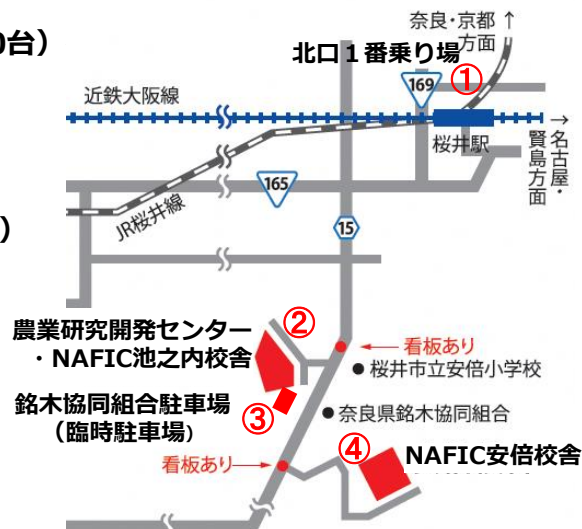 0台）
奈良・京都 ↑
方面
北口１番乗り場
①
169
近鉄大阪線
桜井駅
→名古屋・
賢島方面
165
JR桜井線
）
15
②
農業研究開発センター
・NAFIC池之内校舎
←看板あり
● 桜井市立安倍小学校
銘木協同組合駐車場
（臨時駐車場）
③
●奈良県銘木協同組合
④
NAFIC安倍校舎
看板あり→